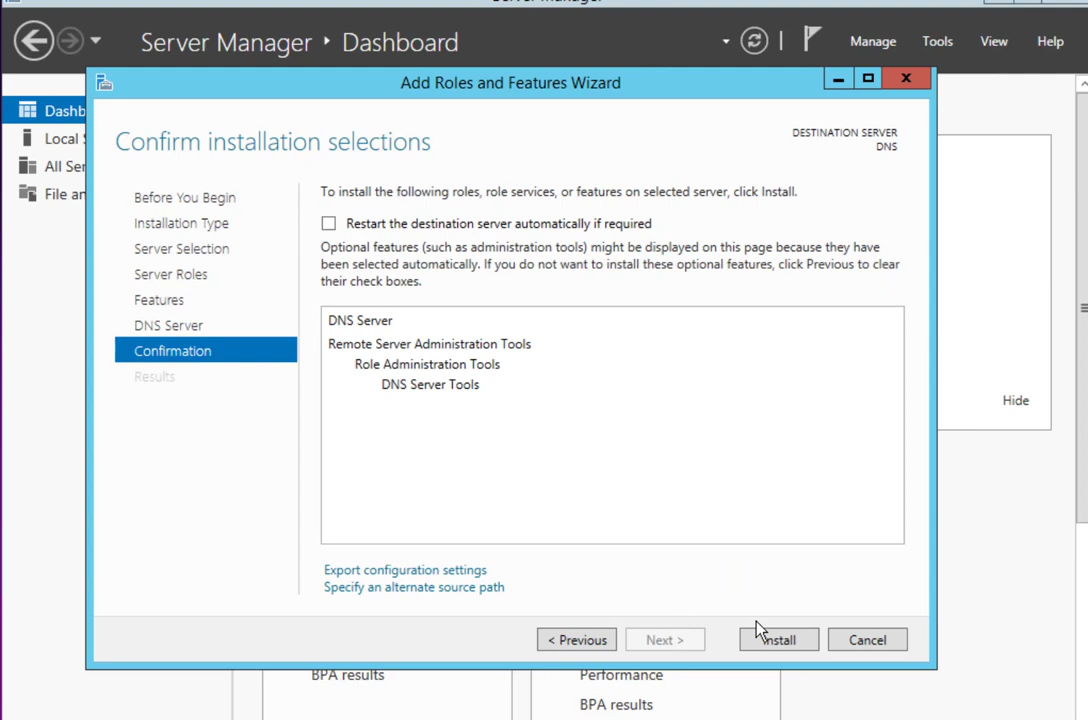 Server Manager
Server Manager ‣ Dashboard
Manage
Tools
View
Help
Add Roles and Features Wizard
Dashb
Local
All Ser
File an
Confirm installation selections
DESTINATION SERVER
DNS
Before You Begin
Installation Type
Server Selection
Server Roles
Features
DNS Server
Confirmation
Results
To install the following roles, role services, or features on selected server, click Install.
Restart the destination server automatically if required
Optional features (such as administration tools) might be displayed on this page because they have
been selected automatically. If you do not want to install these optional features, click Previous to clear
their check boxes.
DNS Server
Remote Server Administration Tools
Role Administration Tools
DNS Server Tools
Export configuration settings
Specify an alternate source path
< Previous
Next >
Install
Cancel
Hide
BPA results
Performance
BPA results